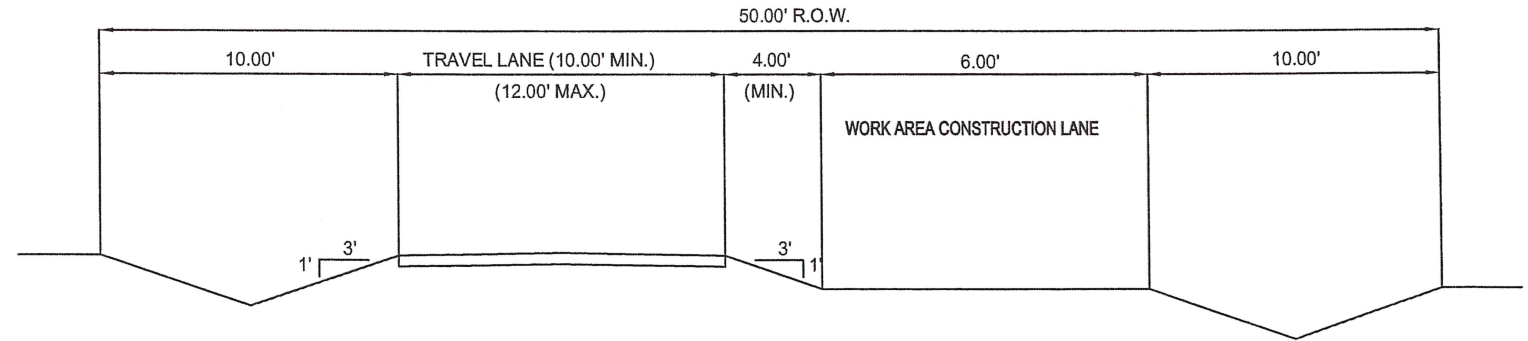 50.00' R.O.W.
10.00'
TRAVEL LANE (10.00' MIN.)
4.00'
6.00'
10.00'
(12.00' MAX.)
(MIN.)
WORK AREA CONSTRUCTION LANE
3'
1'
3'
1'